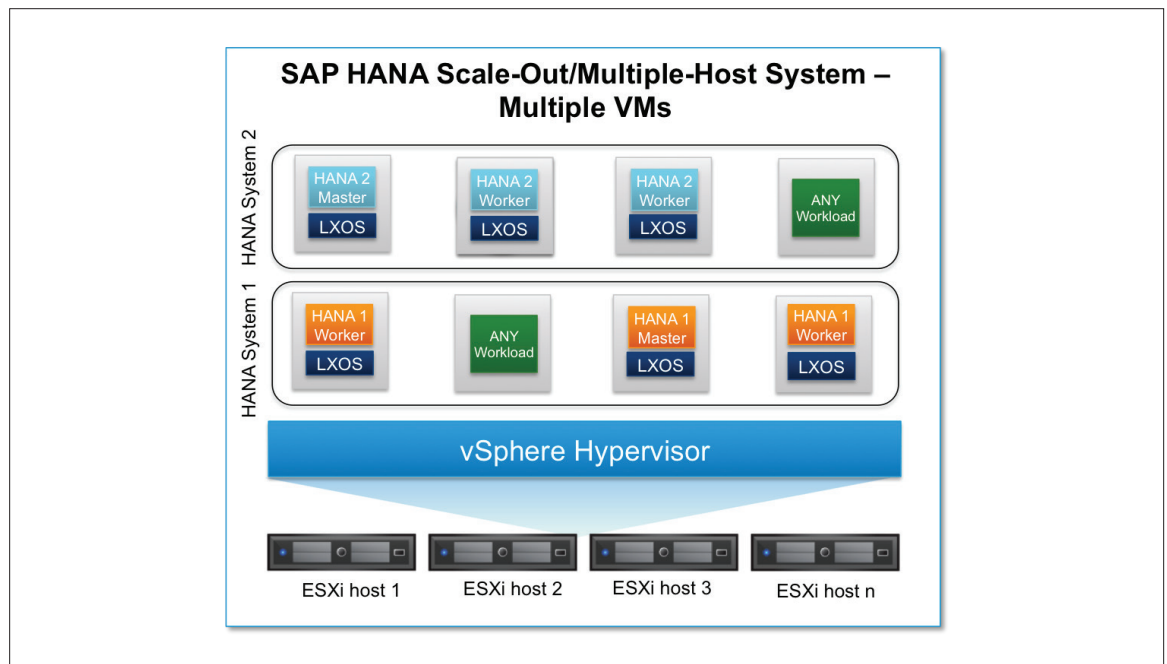 SAP HANA Scale-Out/Multiple-Host System –
Multiple VMs
HANA System 2
HANA 2
Master
LXOS
HANA 2
Worker
LXOS
HANA 2
Worker
LXOS
ANY
Workload
HANA System 1
HANA 1
Worker
LXOS
ANY
Workload
HANA 1
Master
LXOS
HANA 1
Worker
LXOS
vSphere Hypervisor
ESXi host 1
ESXi host 2
ESXi host 3
ESXi host n